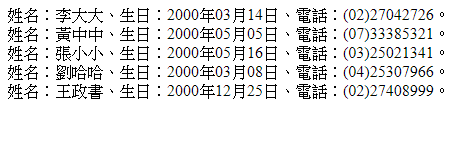 姓名：李大大、生日：2000年03月14日、電話：(02)27042726。
姓名：黃中中、生日：2000年05月05日、電話：(07)33385321。
姓名：張小小、生日：2000年05月16日、電話：(03)25021341。
姓名：劉哈哈、生日：2000年03月08日、電話：(04)25307966。
姓名：王政書、生日：2000年12月25日、電話：(02)27408999。